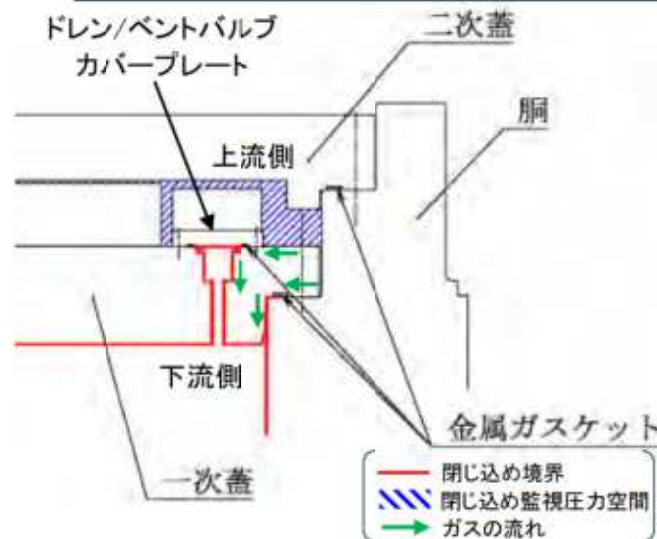 ドレン/ベントバルブ
カバープレート
二次蓋
胴
上流側
下流側
一次蓋
金属ガスケット
閉じ込め境界
閉じ込め監視圧力空間
ガスの流れ